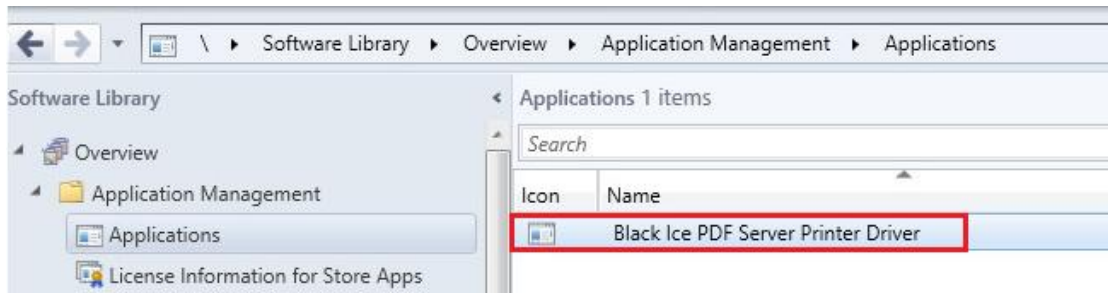 \ Software Library Overview Application Management Applications
Software Library
Overview
Application Management
Applications
License Information for Store Apps
Applications 1 items
Search
Icon Name
Black Ice PDF Server Printer Driver